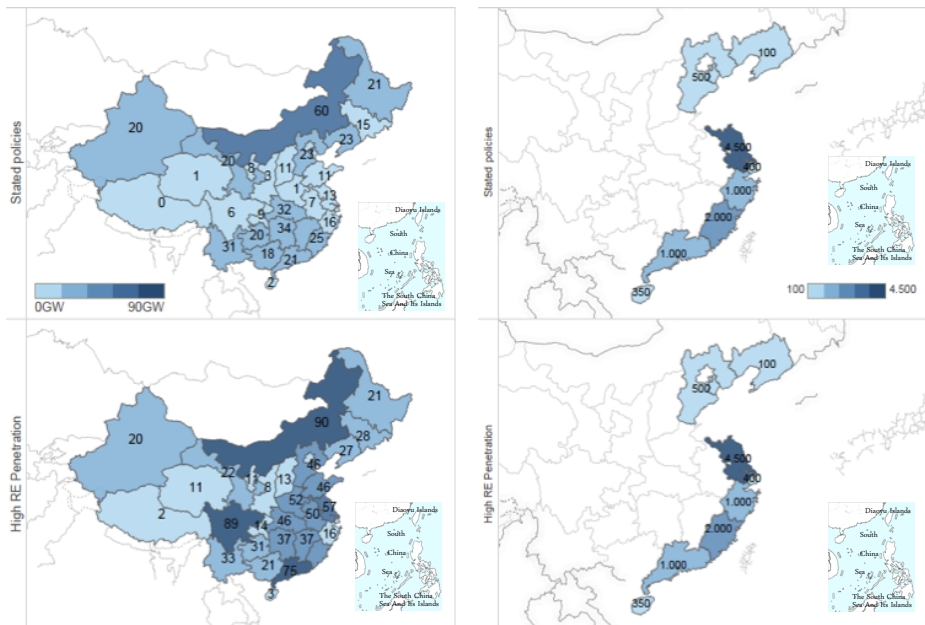 Stated policies
21
60
15
20
20
8
3
11
23
23
11
1
1
0
6
9
32
7
13
16
31
20
34
25
18
21
2
0GW 90GW
Diaoyu Islands
South
China
Sea
The South China
Sea And Its Islands
Stated policies
100
500
4.500
400
1.000
2.000
1.000
350
100 4.500
Diaoyu Islands
South
China
Sea
The South China
Sea And Its Islands
High RE Penetration
21
90
28
20
22
11
8
13
46
27
46
11
52
57
2
89
14
46
50
16
33
31
37
37
21
75
3
Diaoyu Islands
South
China
Sea
The South China
Sea And Its Islands
High RE Penetration
100
500
4.500
400
1.000
2.000
1.000
350
Diaoyu Islands
South
China
Sea
The South China
Sea And Its Islands